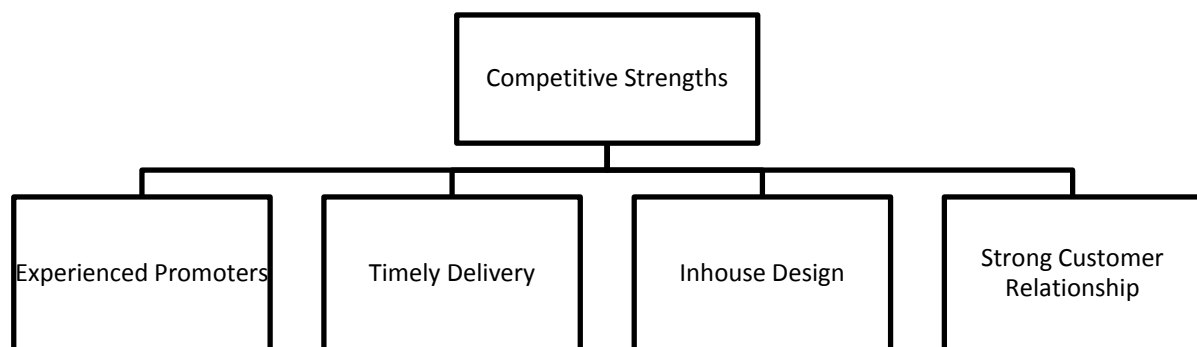 Competitive Strengths
Experienced Promoters
Timely Delivery
Inhouse Design
Strong Customer
Relationship